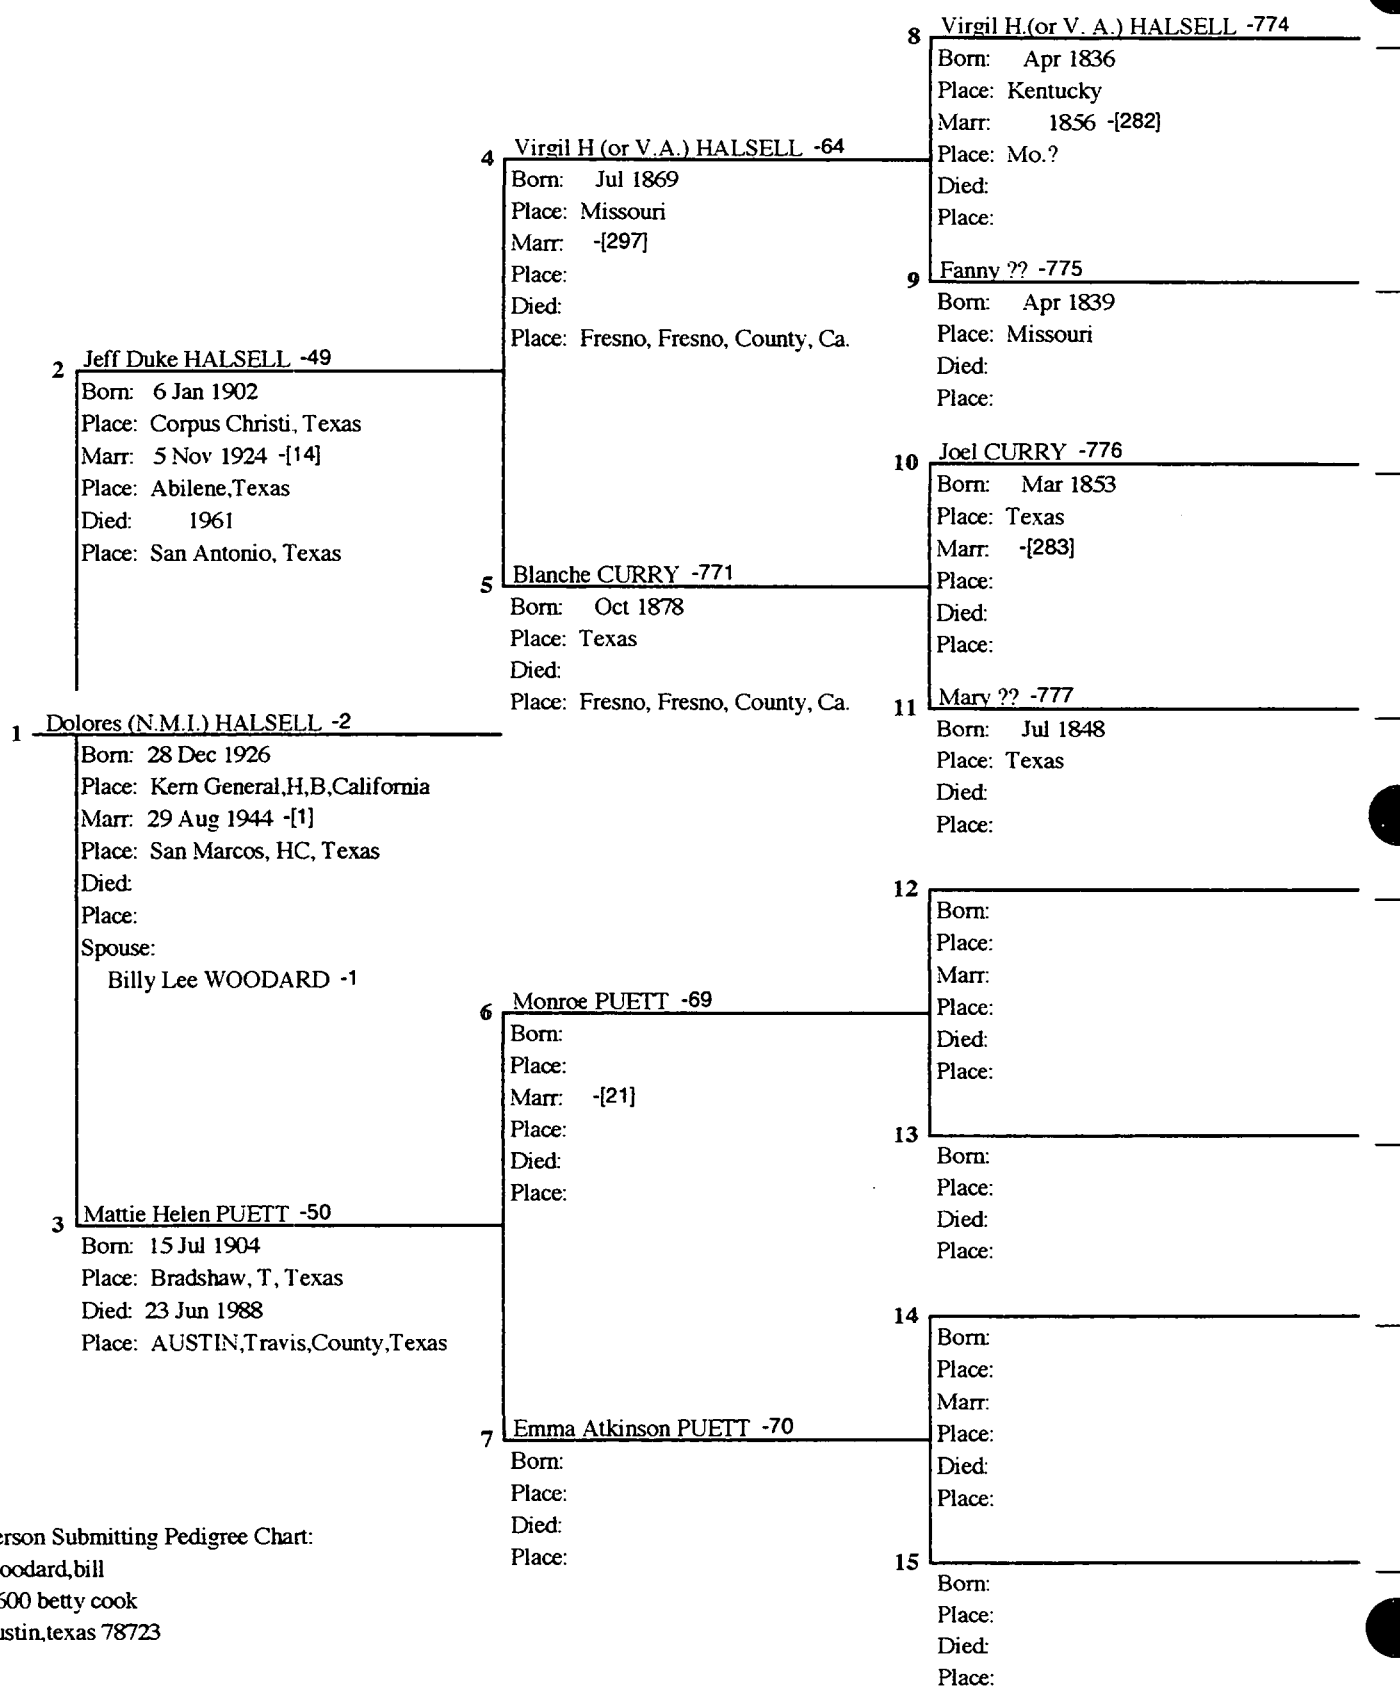 8 Virgil H.(or V. A.) HALSELL -774
Born: Apr 1836
Place: Kentucky
Marr: 1856 -[282]
Place: Mo.?
Died:
Place:
4 Virgil H (or V.A.) HALSELL -64
Born: Jul 1869
Place: Missouri
Marr: -[297]
Place:
Died:
Place: Fresno, Fresno, County, Ca.
9 Fanny ?? -775
Born: Apr 1839
Place: Missouri
Died:
Place:
2 Jeff Duke HALSELL -49
Born: 6 Jan 1902
Place: Corpus Christi, Texas
Marr: 5 Nov 1924 -[14]
Place: Abilene,Texas
Died: 1961
Place: San Antonio, Texas
10 Joel CURRY -776
Born: Mar 1853
Place: Texas
Marr: -[283]
Place:
Died:
Place:
5 Blanche CURRY -771
Born: Oct 1878
Place: Texas
Died:
Place: Fresno, Fresno, County, Ca.
11 Mary ?? -777
Born: Jul 1848
Place: Texas
Died:
Place:
1 Dolores (N.M.I.) HALSELL -2
Born: 28 Dec 1926
Place: Kern General,H,B,California
Marr: 29 Aug 1944 -[1]
Place: San Marcos, HC, Texas
Died:
Place:
Spouse:
Billy Lee WOODARD -1
12
Born:
Place:
Marr:
Place:
Died:
Place:
6 Monroe PUETT -69
Born:
Place:
Marr: -[21]
Place:
Died:
Place:
13
Born:
Place:
Died:
Place:
3 Mattie Helen PUETT -50
Born: 15 Jul 1904
Place: Bradshaw, T, Texas
Died: 23 Jun 1988
Place: AUSTIN,Travis,County,Texas
14
Born:
Place:
Marr:
Place:
Died:
Place:
7 Emma Atkinson PUETT -70
Born:
Place:
Died:
Place:
15
Born:
Place:
Died:
Place:
erson Submitting Pedigree Chart:
oodard,bill
600 betty cook
ustin,texas 78723